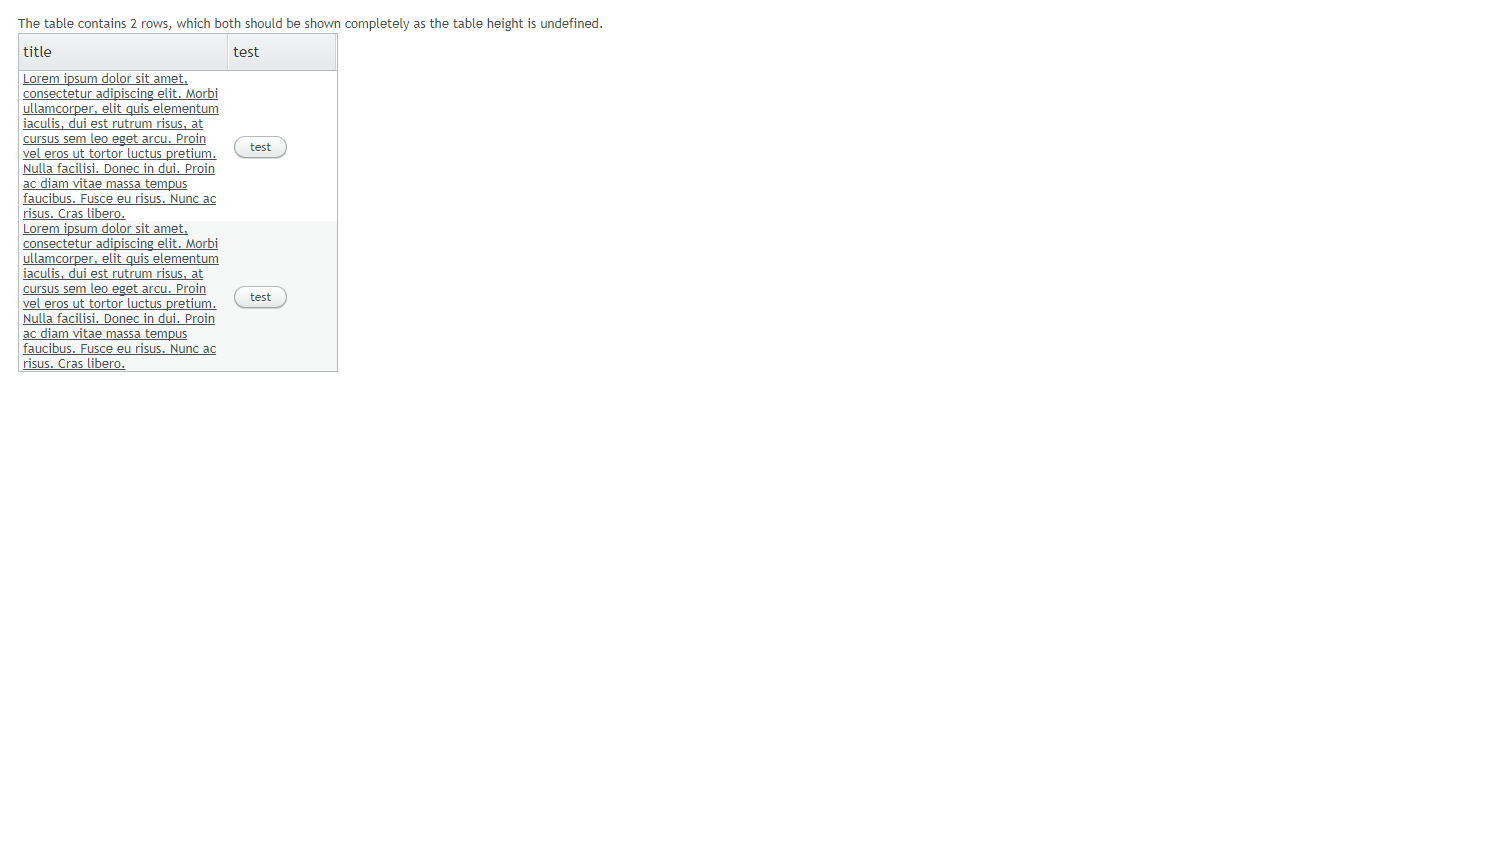 The table contains 2 rows, which both should be shown completely as the table height is undefined.
title test
Lorem ipsum dolor sit amet,
consectetur adipiscing elit. Morbi
ullamcorper, elit quis elementum
iaculis, dui est rutrum risus, at
cursus sem leo eget arcu. Proin
vel eros ut tortor luctus pretium.
Nulla facilisi. Donec in dui. Proin
ac diam vitae massa tempus
faucibus. Fusce eu risus. Nunc ac
risus. Cras libero.
test
Lorem ipsum dolor sit amet,
consectetur adipiscing elit. Morbi
ullamcorper, elit quis elementum
iaculis, dui est rutrum risus, at
cursus sem leo eget arcu. Proin
vel eros ut tortor luctus pretium.
Nulla facilisi. Donec in dui. Proin
ac diam vitae massa tempus
faucibus. Fusce eu risus. Nunc ac
risus. Cras libero.
test